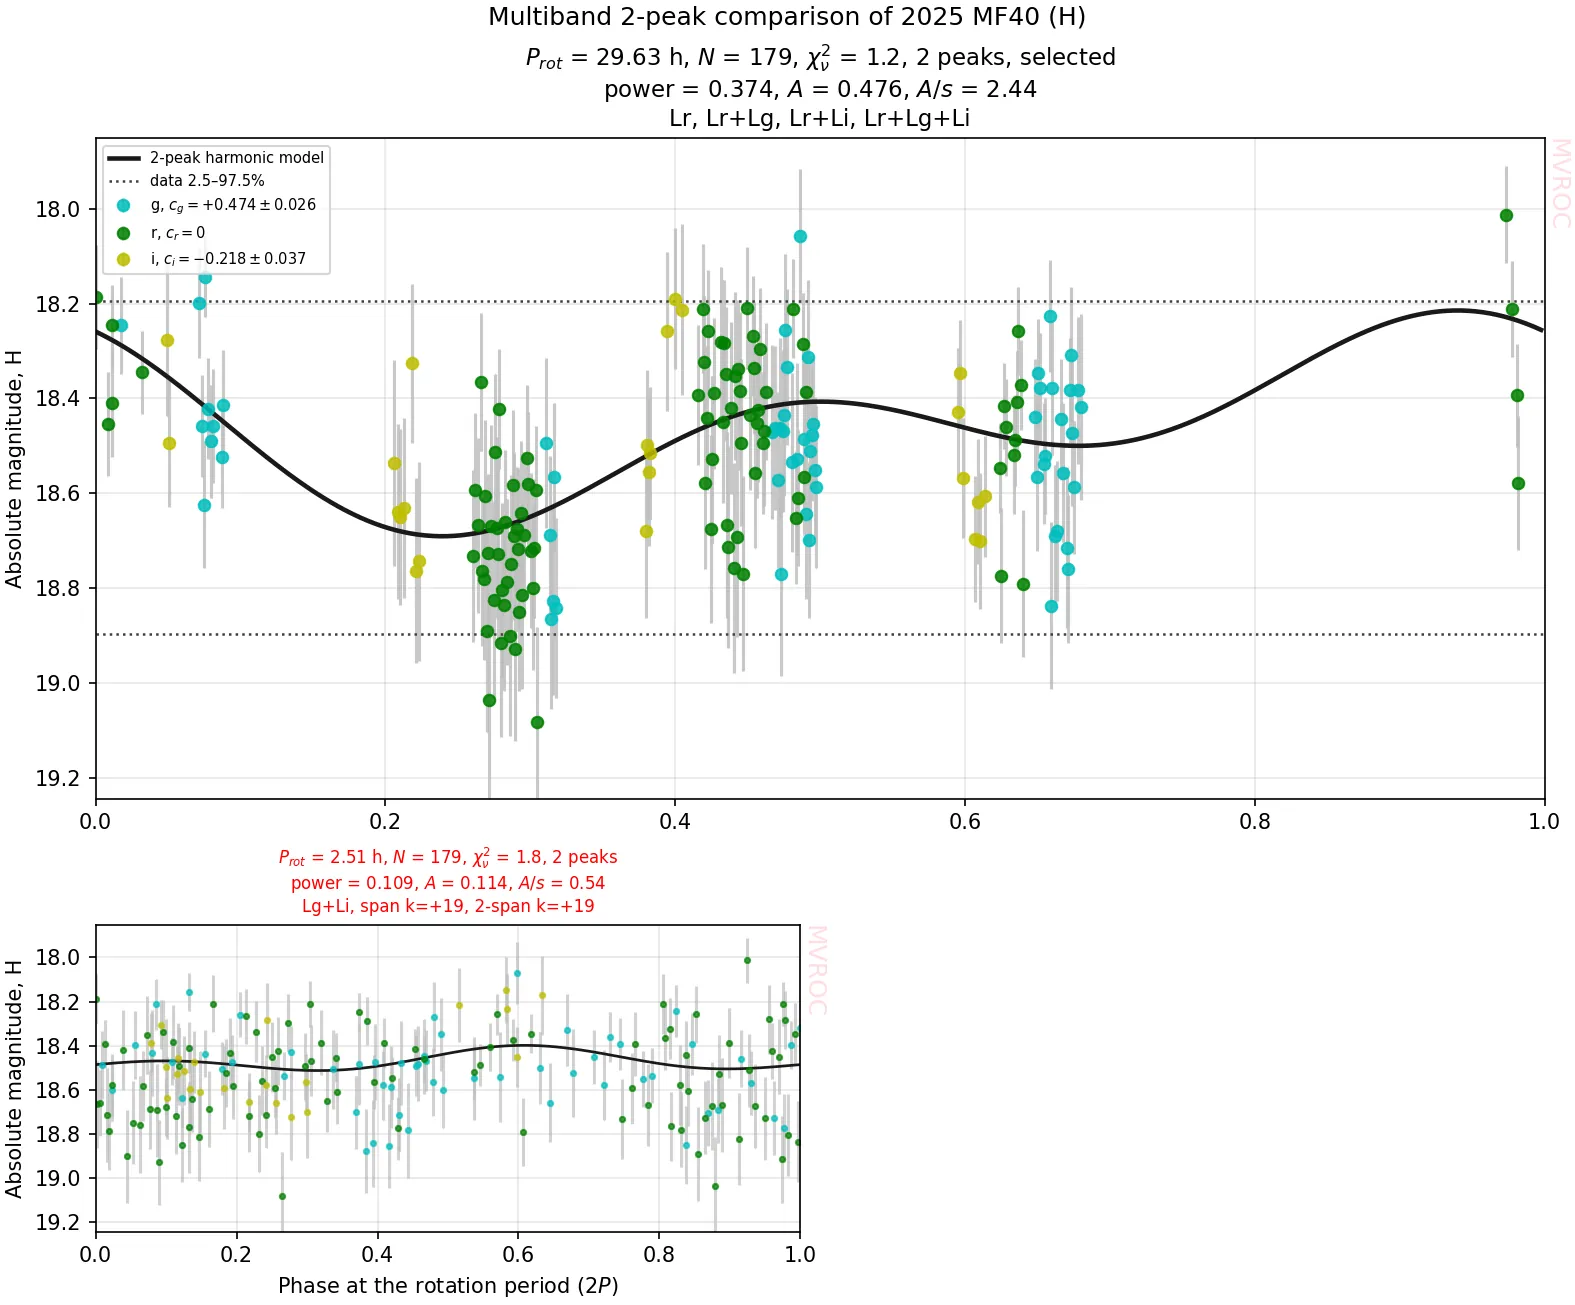 Multiband 2-peak comparison of 2025 MF40 (H)
P_rot = 29.63 h, N = 179, χ²_ν = 1.2, 2 peaks, selected
power = 0.374, A = 0.476, A/s = 2.44
Lr, Lr+Lg, Lr+Li, Lr+Lg+Li
2-peak harmonic model
data 2.5–97.5%
g, c_g = +0.474 ± 0.026
r, c_r = 0
i, c_i = −0.218 ± 0.037
MVROC
Absolute magnitude, H
18.0
18.2
18.4
18.6
18.8
19.0
19.2
0.0 0.2 0.4 0.6 0.8 1.0
P_rot = 2.51 h, N = 179, χ²_ν = 1.8, 2 peaks
power = 0.109, A = 0.114, A/s = 0.54
Lg+Li, span k=+19, 2-span k=+19
MVROC
Absolute magnitude, H
18.0
18.2
18.4
18.6
18.8
19.0
19.2
0.0 0.2 0.4 0.6 0.8 1.0
Phase at the rotation period (2P)